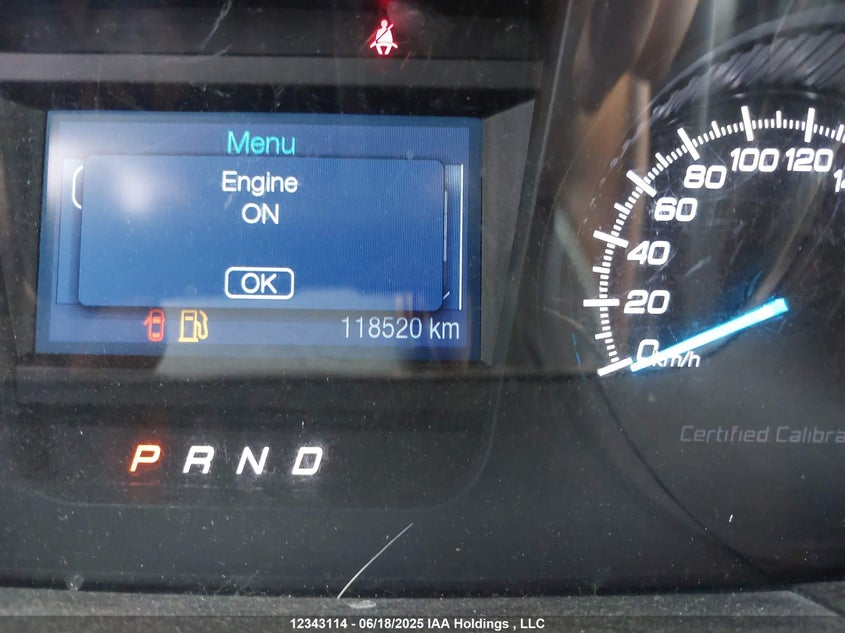 Menu
Engine
ON
OK
118520 km
P R N D
0 20 40 60 80 100 120
km/h
Certified
12343114 - 06/18/2025 IAA Holdings , LLC